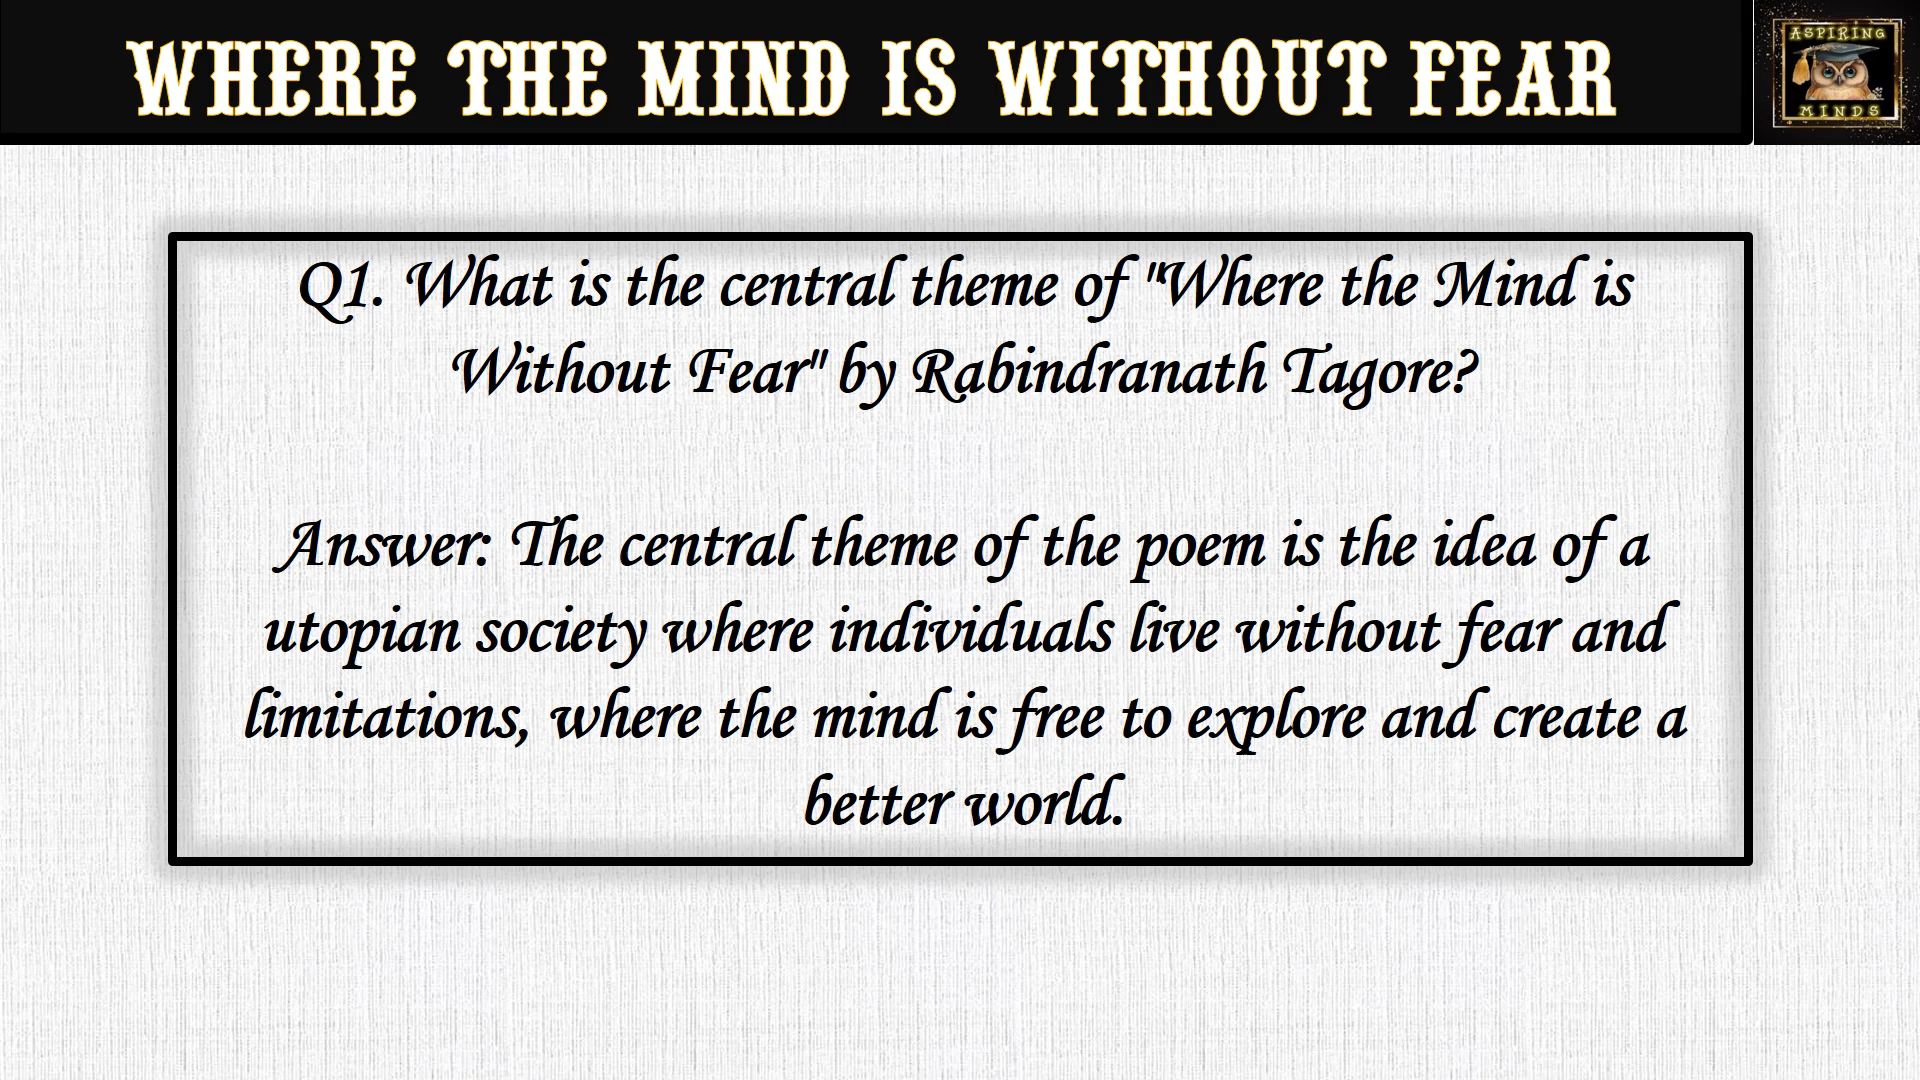 WHERE THE MIND IS WITHOUT FEAR
ASPIRING
MINDS
Q1. What is the central theme of "Where the Mind is
Without Fear" by Rabindranath Tagore?
Answer: The central theme of the poem is the idea of a
utopian society where individuals live without fear and
limitations, where the mind is free to explore and create a
better world.